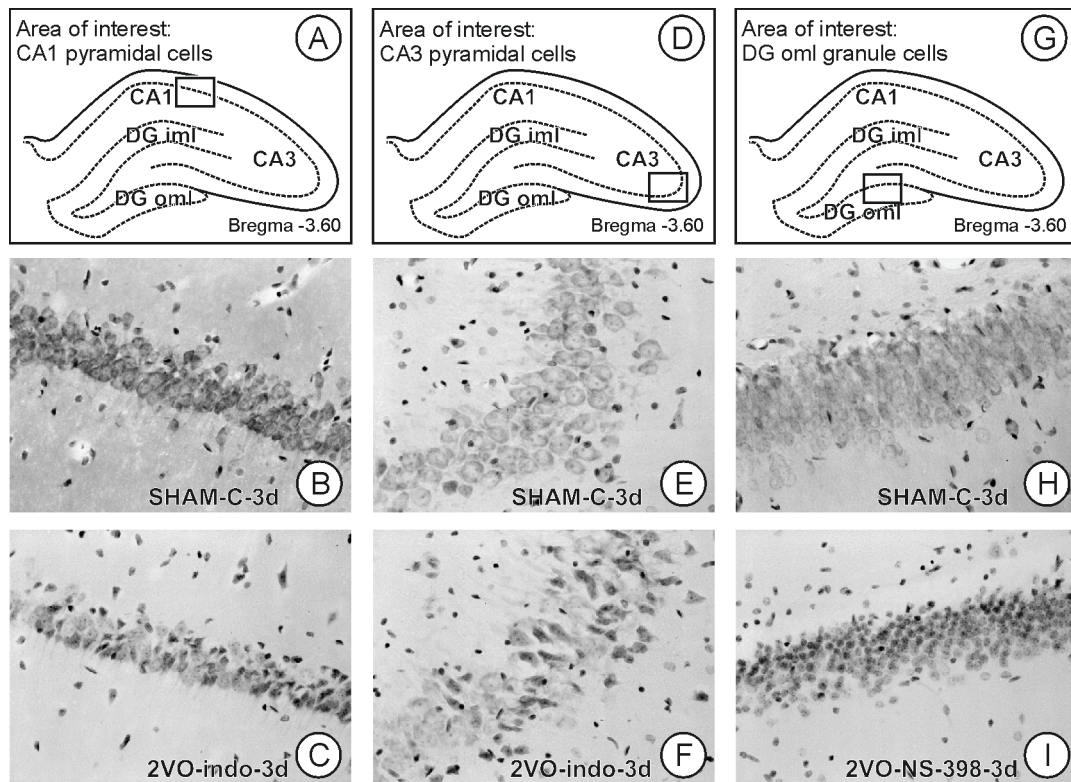 Area of interest:
CA1 pyramidal cells
A
CA1
DG iml
CA3
DG oml
Bregma -3.60
Area of interest:
CA3 pyramidal cells
D
CA1
DG iml
CA3
DG oml
Bregma -3.60
Area of interest:
DG oml granule cells
G
CA1
DG iml
CA3
DG oml
Bregma -3.60
B
SHAM-C-3d
E
SHAM-C-3d
H
SHAM-C-3d
C
2VO-indo-3d
F
2VO-indo-3d
I
2VO-NS-398-3d